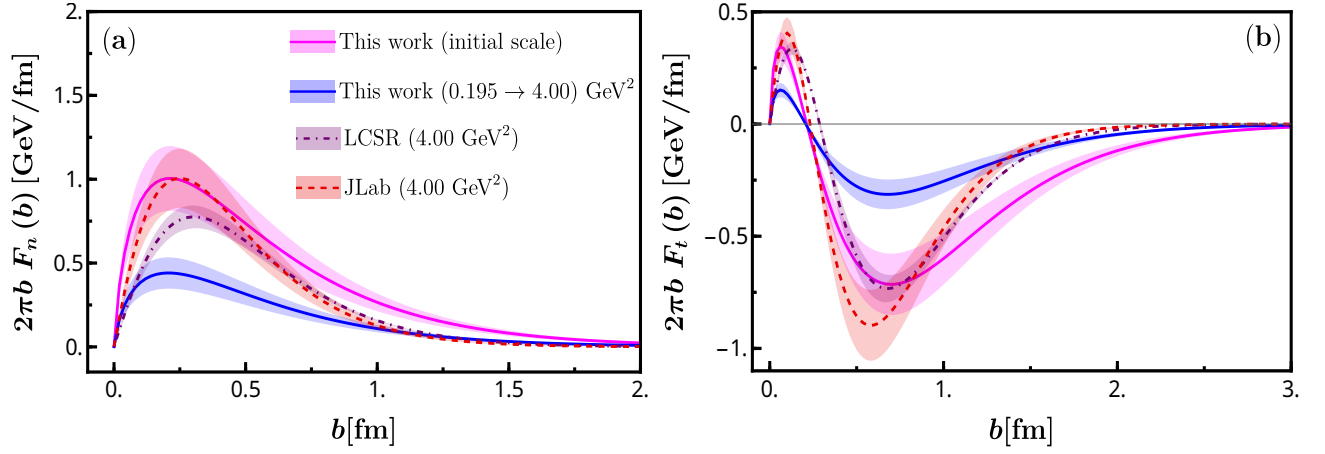 (a)
This work (initial scale)
This work (0.195 → 4.00) GeV²
LCSR (4.00 GeV²)
JLab (4.00 GeV²)
2πb Fₙ(b) [GeV/fm]
2.
1.5
1.
0.5
0.
0. 0.5 1. 1.5 2.
b[fm]
(b)
2πb Fₜ(b) [GeV/fm]
0.5
0.
−0.5
−1.
0. 1. 2. 3.
b[fm]